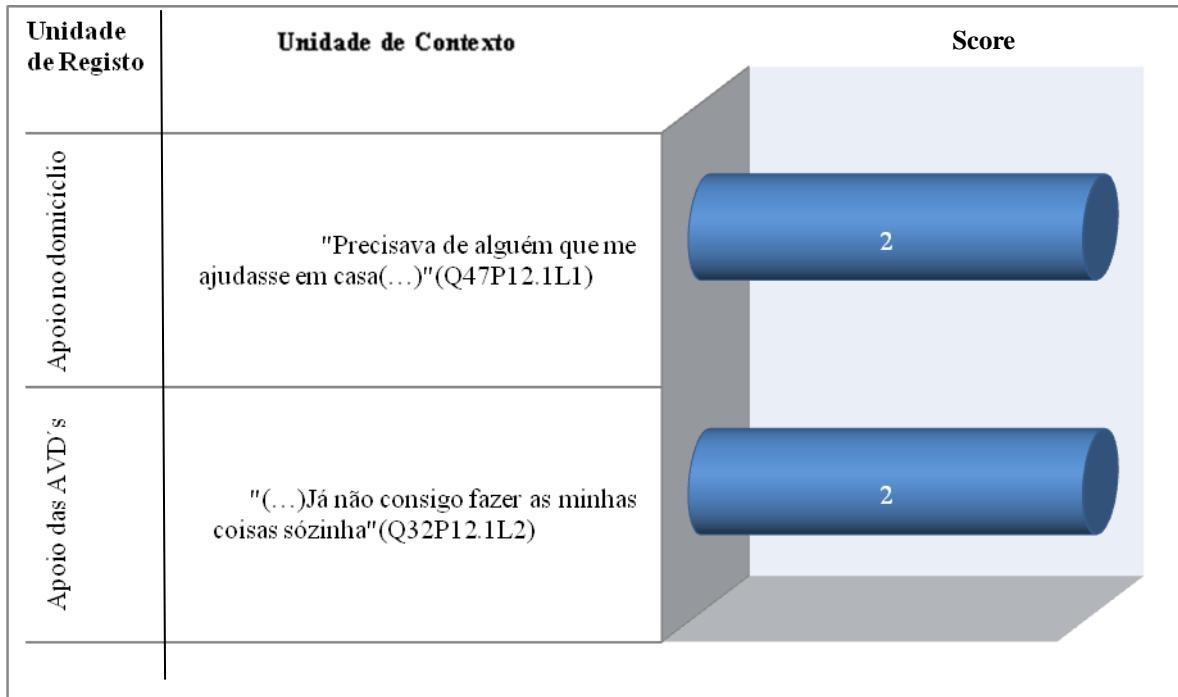 Unidade
de Registo
Unidade de Contexto
Score
Apoio no domicíclio
"Precisava de alguém que me
ajudasse em casa(…)"(Q47P12.1L1)
2
Apoio das AVD´s
"(…)Já não consigo fazer as minhas
coisas sózinha"(Q32P12.1L2)
2